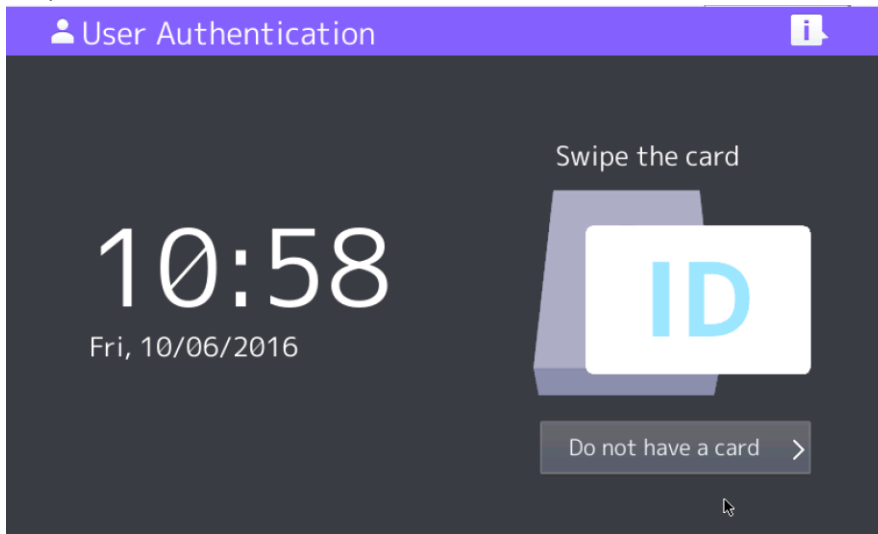 User Authentication
i
Swipe the card
10:58
Fri, 10/06/2016
ID
Do not have a card